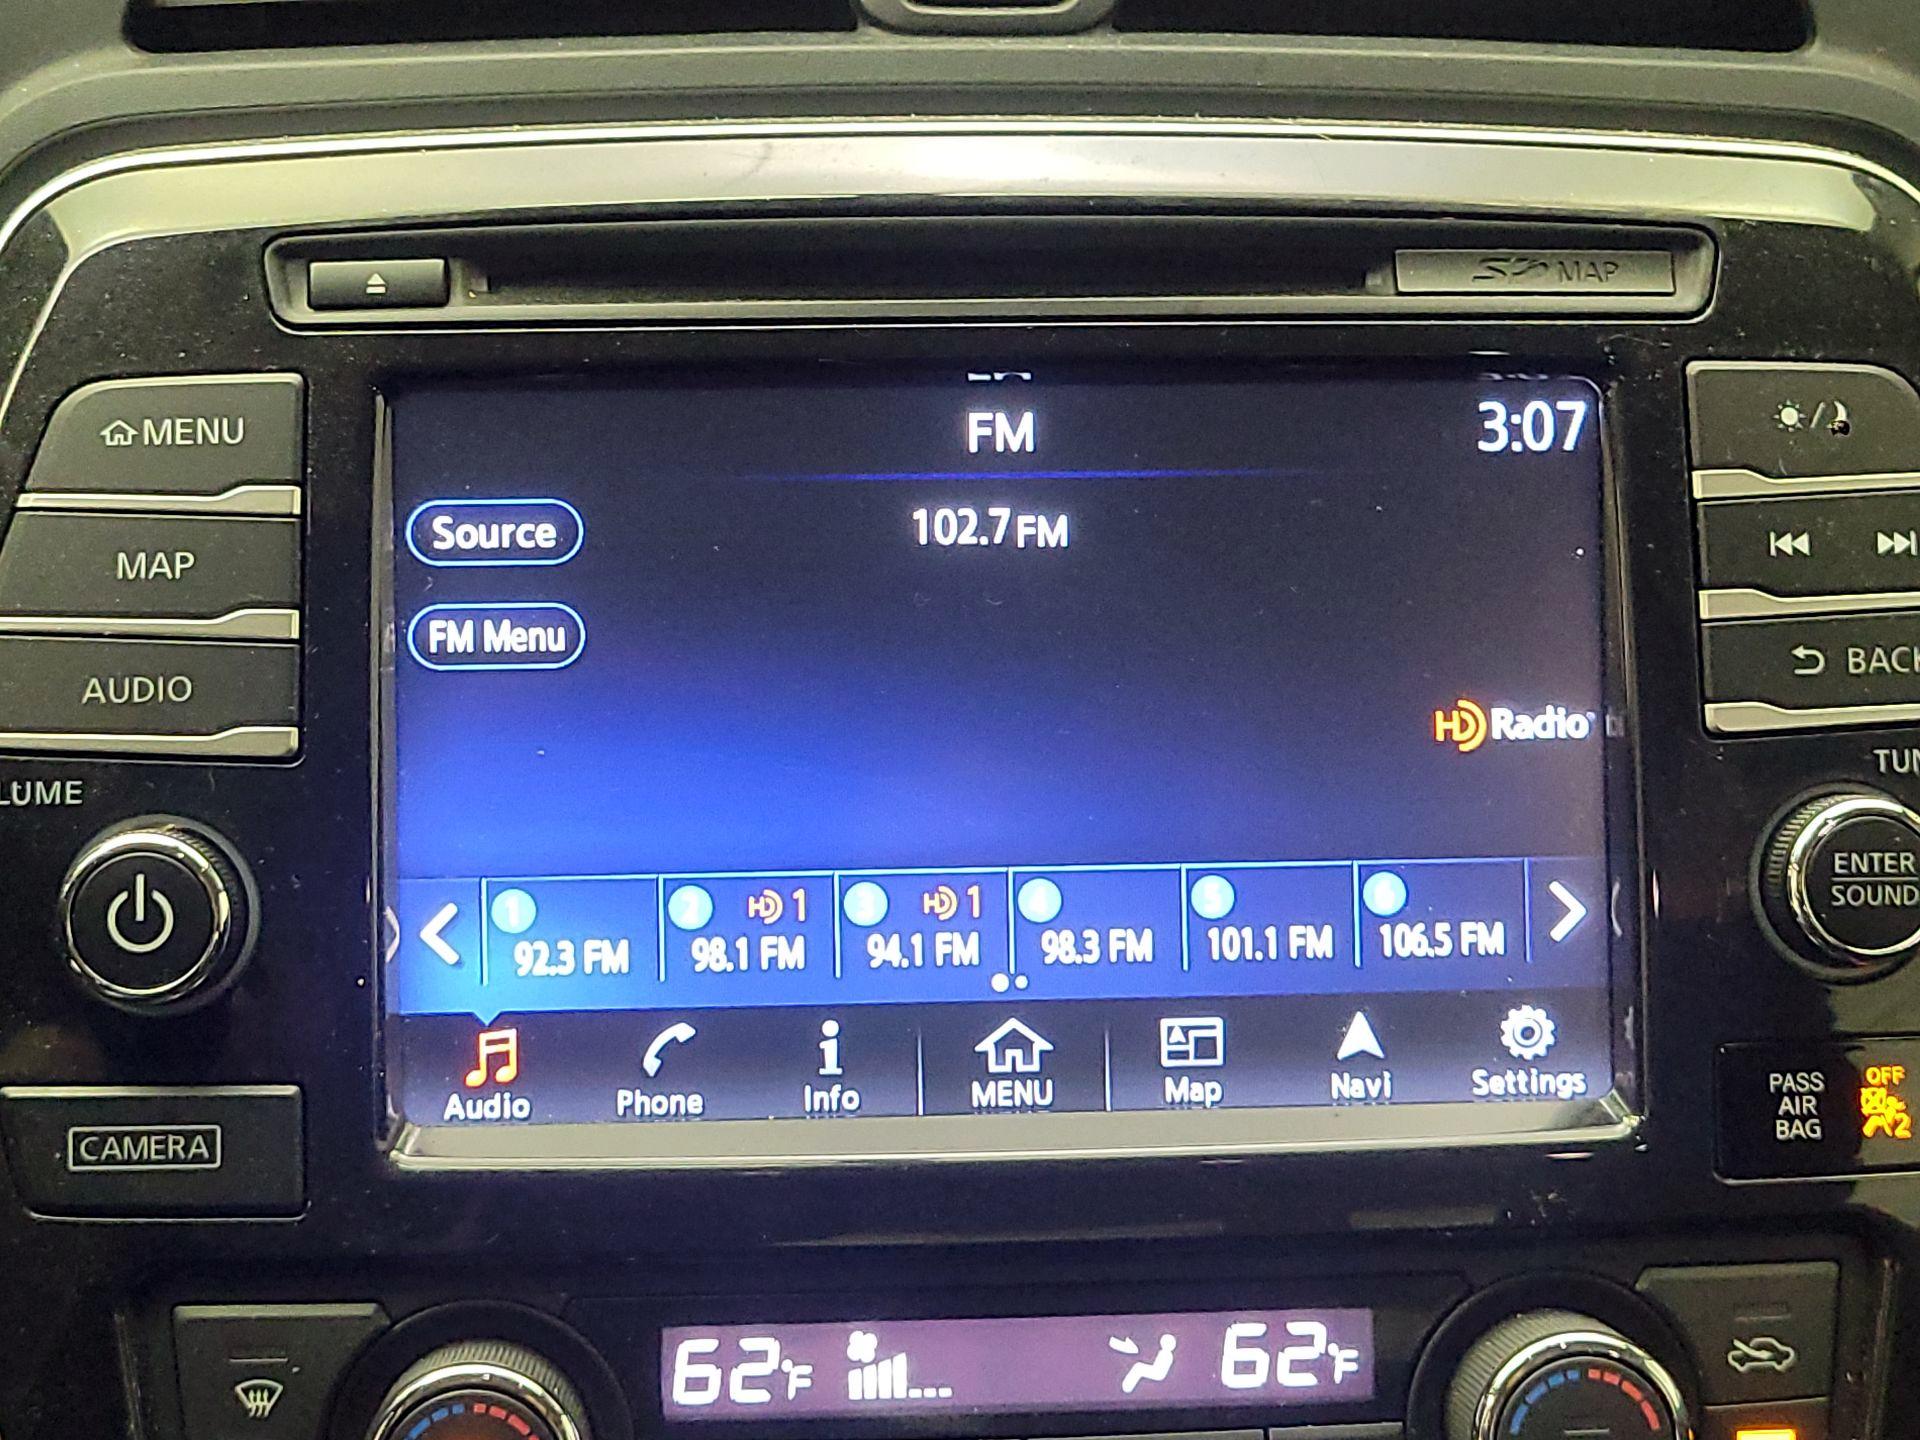 MAP
MENU
FM
3:07
Source
102.7 FM
MAP
FM Menu
BACK
AUDIO
HD Radio
TUN
LUME
ENTER
SOUND
1
2
HD 1
3
HD 1
4
5
6
92.3 FM
98.1 FM
94.1 FM
98.3 FM
101.1 FM
106.5 FM
Audio
Phone
Info
MENU
Map
Navi
Settings
PASS
AIR
BAG
OFF
2
CAMERA
62°F
62°F